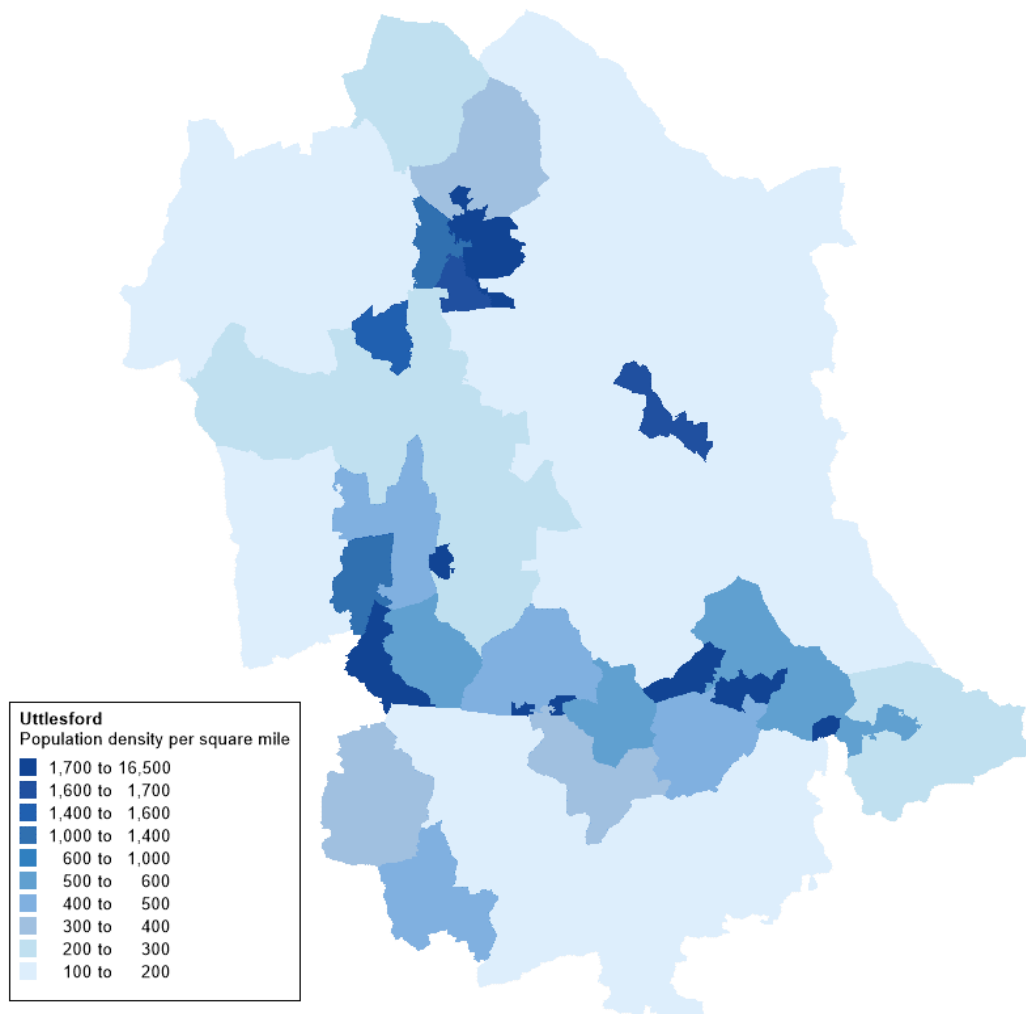 Uttlesford
Population density per square mile
1,700 to 16,500
1,600 to 1,700
1,400 to 1,600
1,000 to 1,400
600 to 1,000
500 to 600
400 to 500
300 to 400
200 to 300
100 to 200